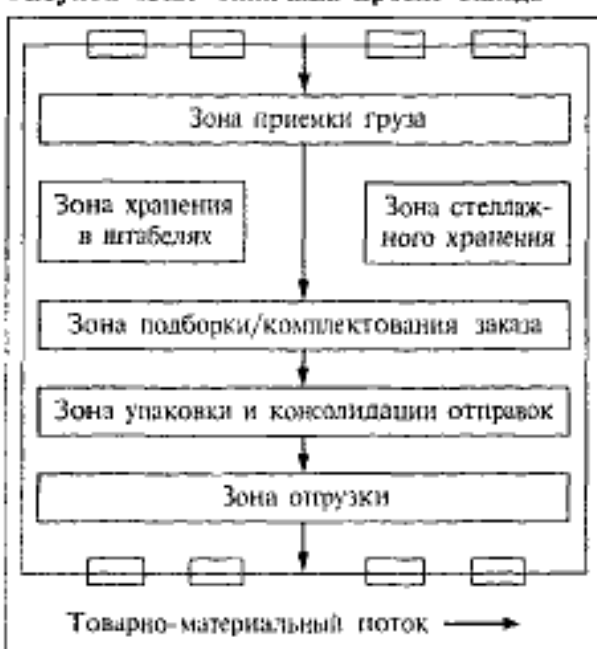 Зона приемки груза
Зона хранения
в штабелях
Зона стеллаж-
ного хранения
Зона подборки/комплектования заказа
Зона упаковки и консолидации отправок
Зона отгрузки
Товарно-материальный поток